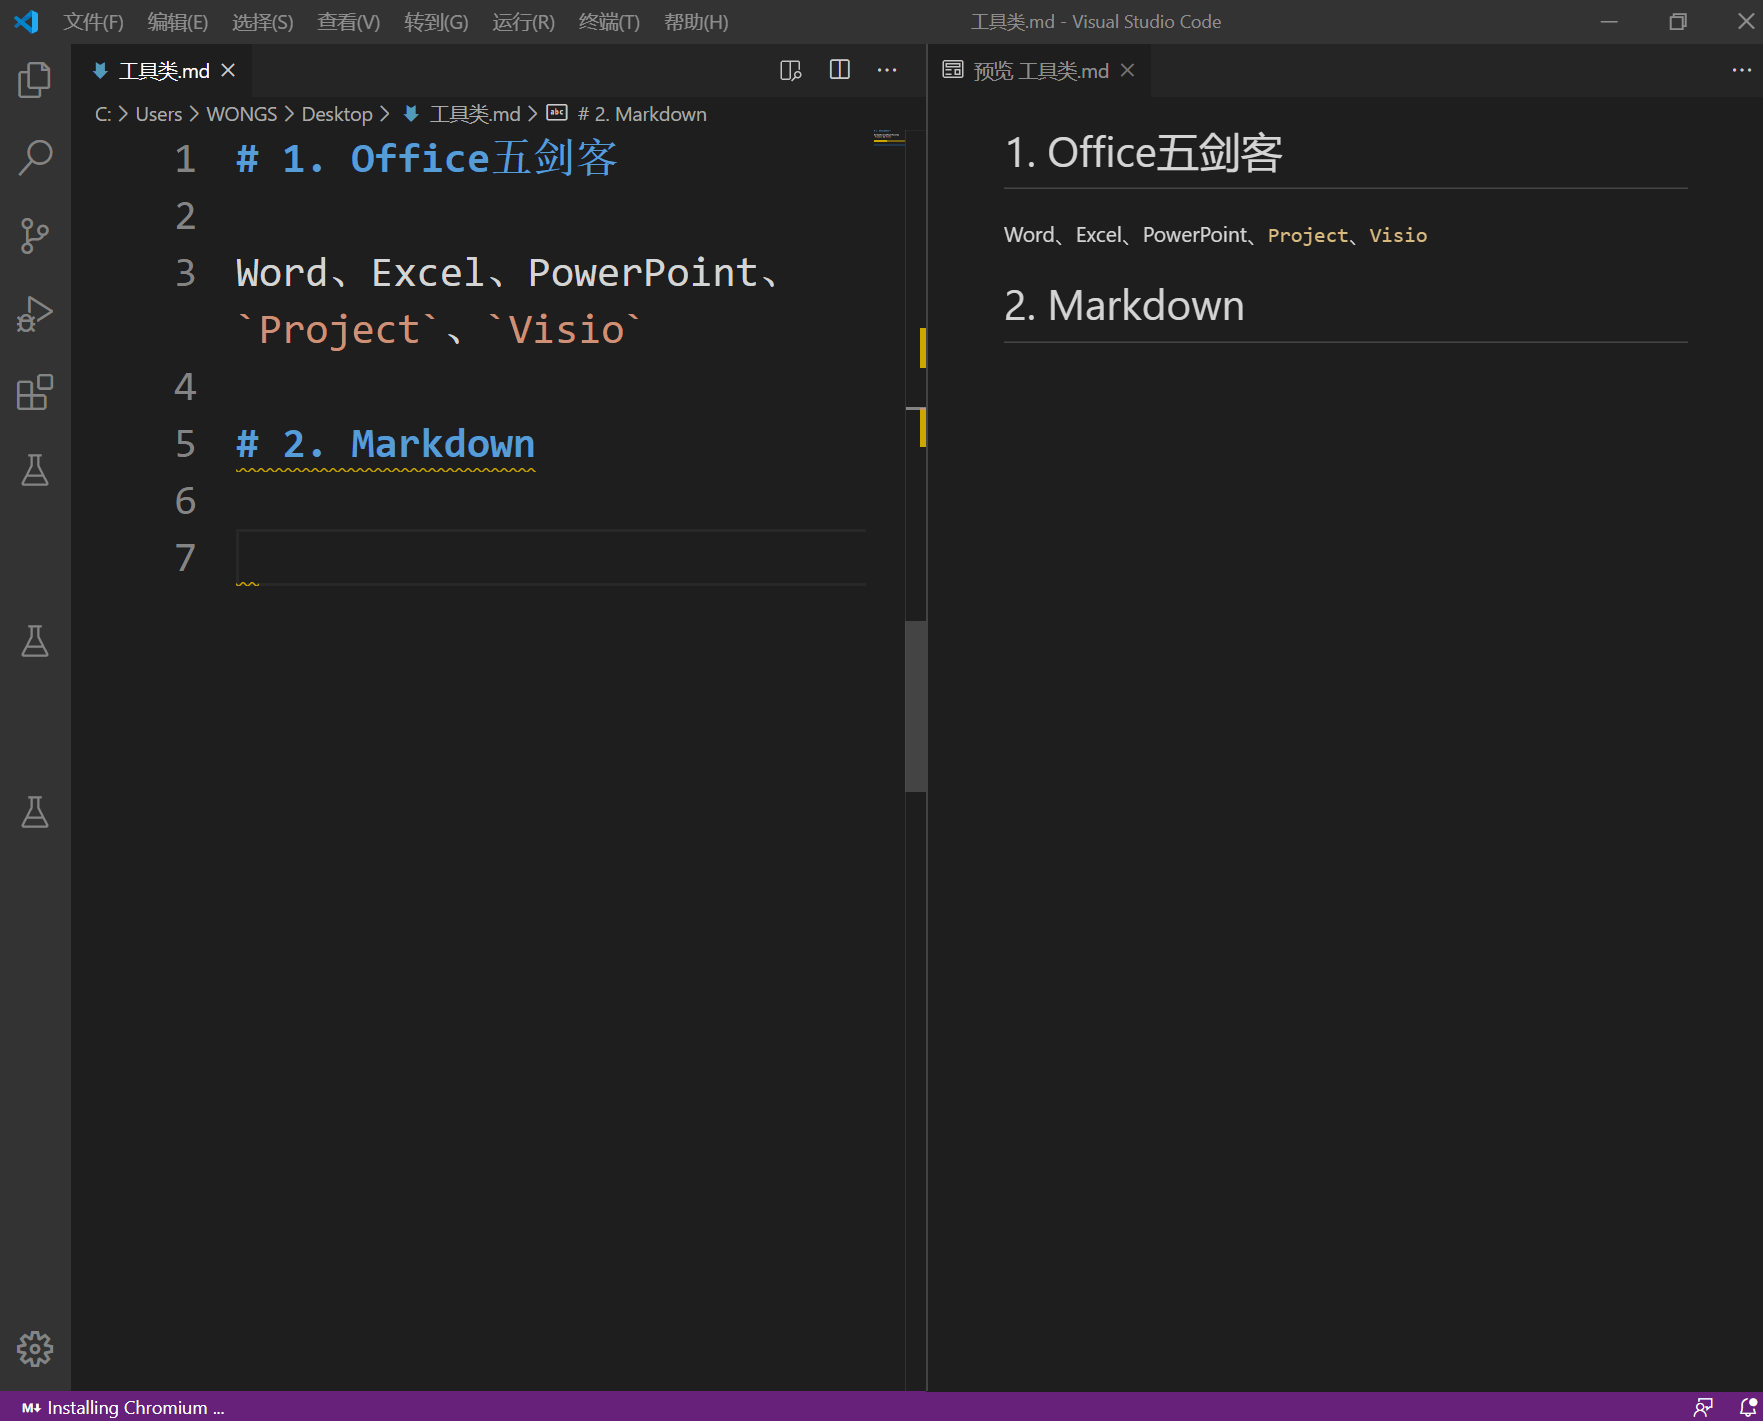 文件(F) 编辑(E) 选择(S) 查看(V) 转到(G) 运行(R) 终端(T) 帮助(H) 工具类.md - Visual Studio Code
工具类.md
预览 工具类.md
C: > Users > WONGS > Desktop > 工具类.md > abc # 2. Markdown
1 # 1. Office五剑客
2
3 Word、Excel、PowerPoint、
`Project`、`Visio`
4
5 # 2. Markdown
6
7
1. Office五剑客
Word、Excel、PowerPoint、Project、Visio
2. Markdown
M↓ Installing Chromium ...